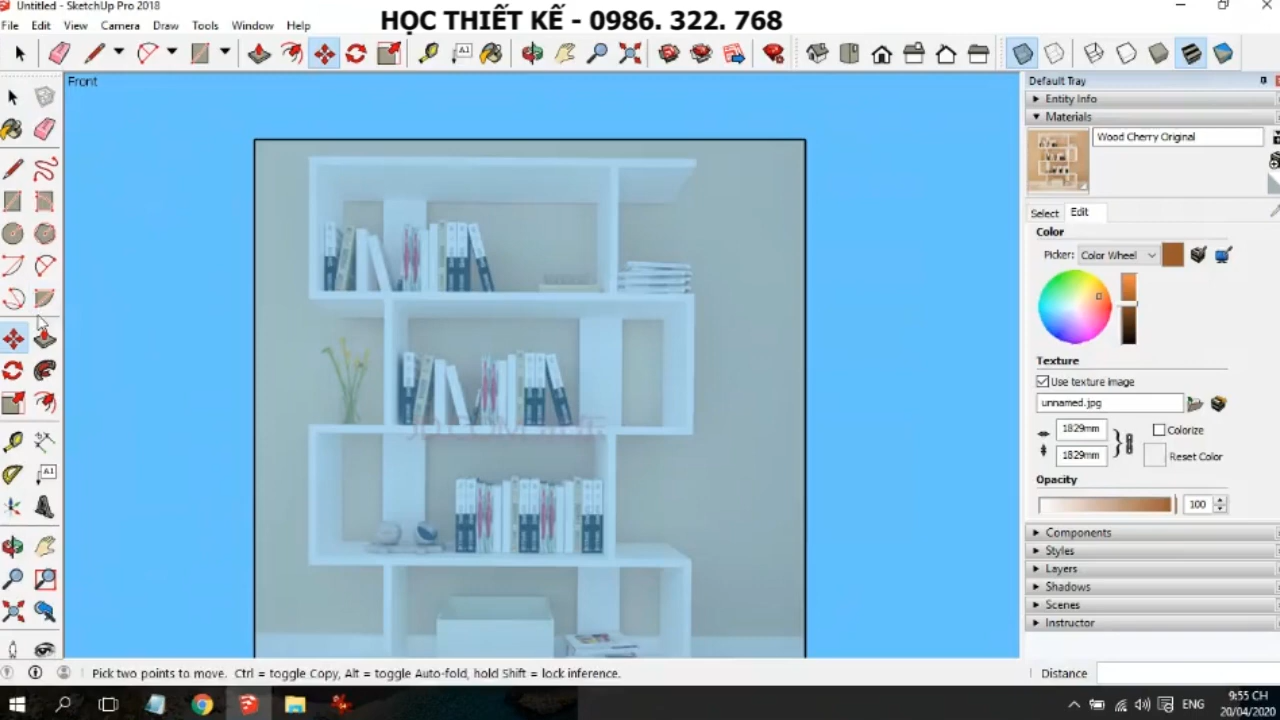 Untitled - SketchUp Pro 2018
HỌC THIẾT KẾ - 0986. 322. 768
File Edit View Camera Draw Tools Window Help
A1
Front
Default Tray
Entity Info
Materials
Wood Cherry Original
Select Edit
Color
Picker: Color Wheel
Texture
Use texture image
unnamed.jpg
1829mm
Colorize
1829mm
Reset Color
Opacity
100
Components
Styles
Layers
Shadows
Scenes
Instructor
A1
Pick two points to move. Ctrl = toggle Copy, Alt = toggle Auto-fold, hold Shift = lock inference.
Distance
ENG
9:55 CH
20/04/2020